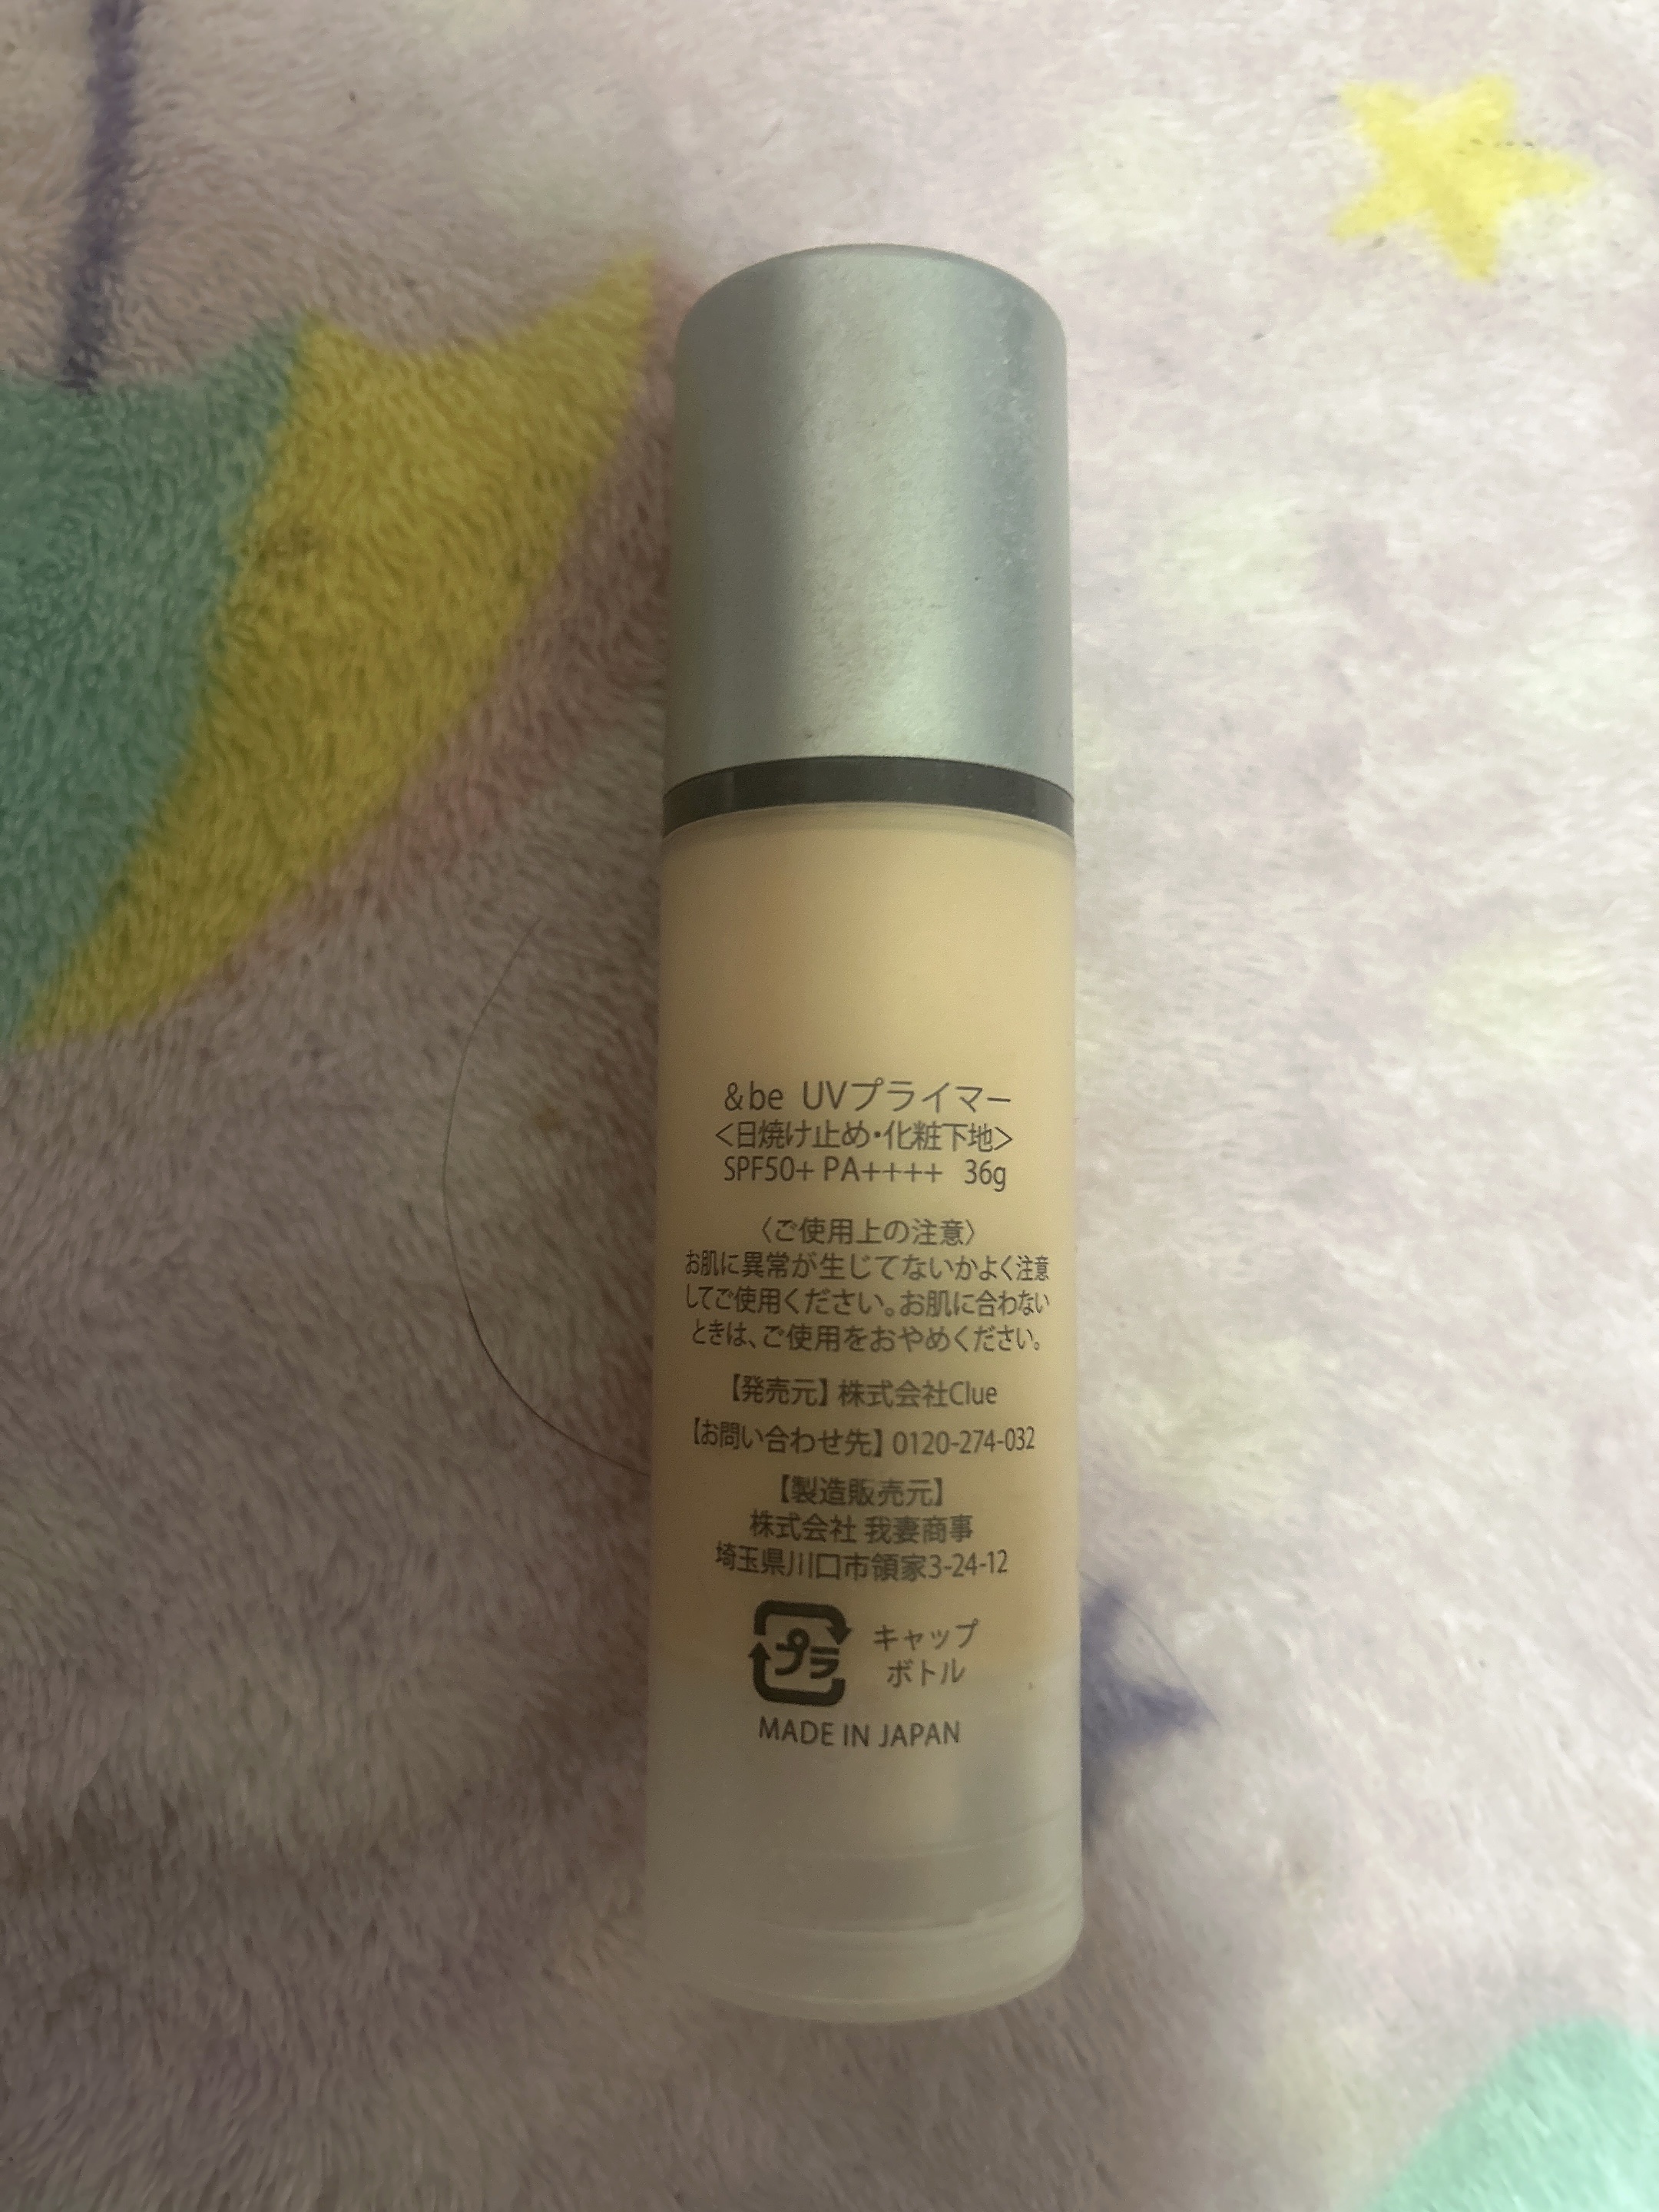 &be UVプライマー
<日焼け止め・化粧下地>
SPF50+ PA++++ 36g
〈ご使用上の注意〉
お肌に異常が生じてないかよく注意
してご使用ください。お肌に合わない
ときは、ご使用をおやめください。
【発売元】株式会社Clue
【お問い合わせ先】0120-274-032
【製造販売元】
株式会社 我妻商事
埼玉県川口市領家3-24-12
プラ キャップ
ボトル
MADE IN JAPAN